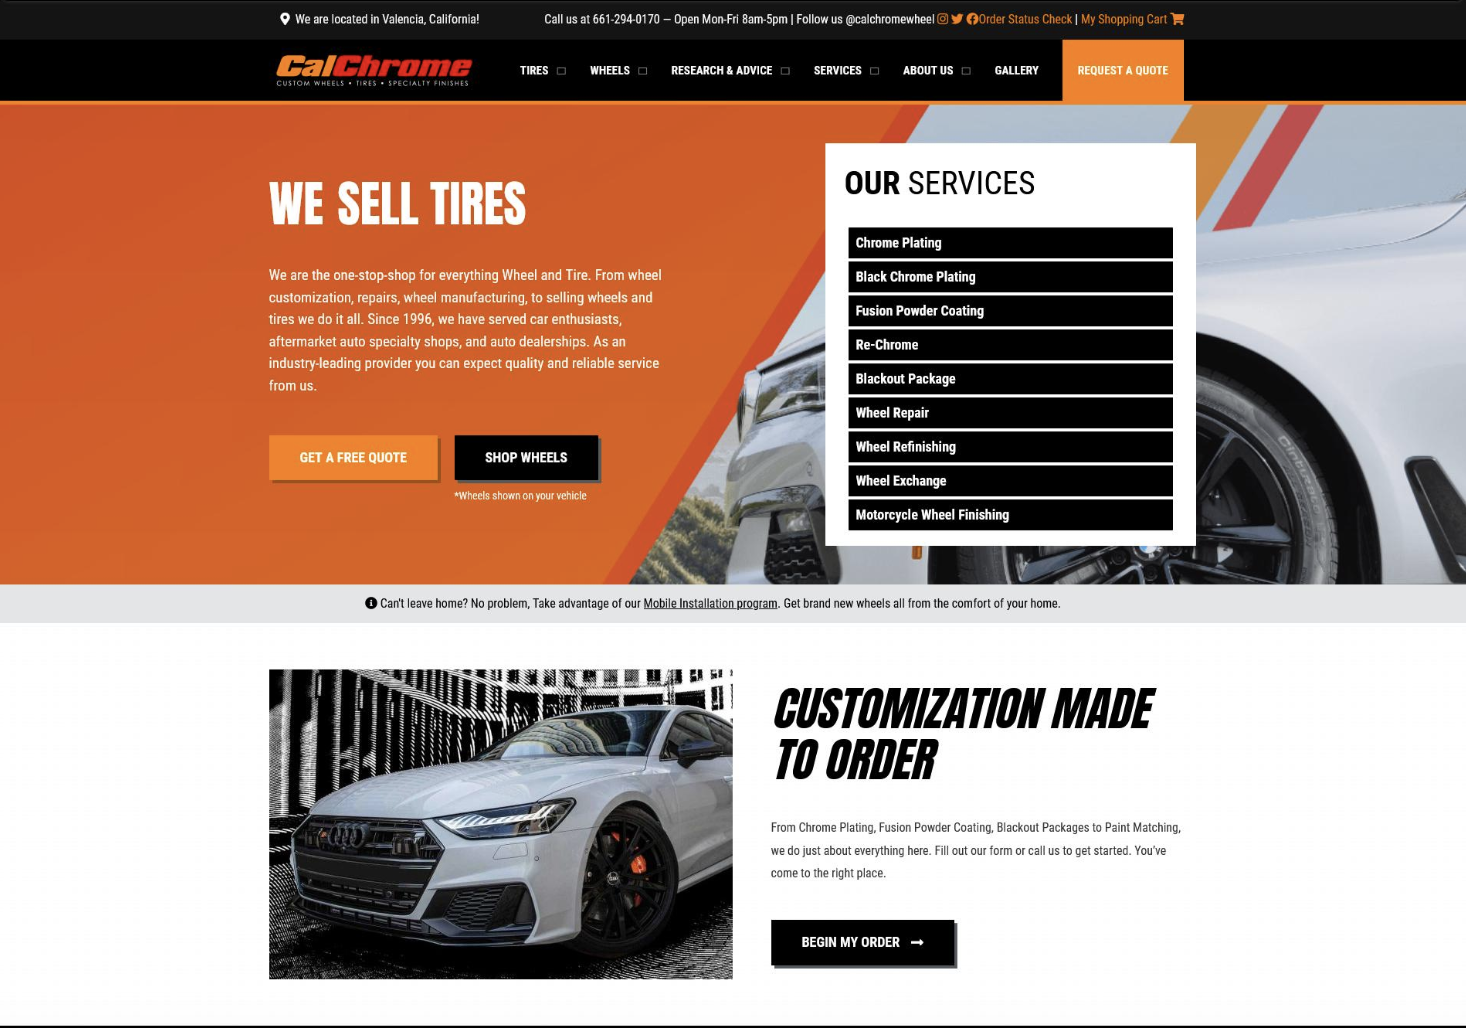 We are located in Valencia, California!
Call us at 661-294-0170 — Open Mon-Fri 8am-5pm | Follow us @calchromewheel Order Status Check | My Shopping Cart
CalChrome
CUSTOM WHEELS • TIRES • SPECIALTY FINISHES
TIRES
WHEELS
RESEARCH & ADVICE
SERVICES
ABOUT US
GALLERY
REQUEST A QUOTE
WE SELL TIRES
We are the one-stop-shop for everything Wheel and Tire. From wheel
customization, repairs, wheel manufacturing, to selling wheels and
tires we do it all. Since 1996, we have served car enthusiasts,
aftermarket auto specialty shops, and auto dealerships. As an
industry-leading provider you can expect quality and reliable service
from us.
GET A FREE QUOTE
SHOP WHEELS
*Wheels shown on your vehicle
OUR SERVICES
Chrome Plating
Black Chrome Plating
Fusion Powder Coating
Re-Chrome
Blackout Package
Wheel Repair
Wheel Refinishing
Wheel Exchange
Motorcycle Wheel Finishing
Can't leave home? No problem, Take advantage of our Mobile Installation program. Get brand new wheels all from the comfort of your home.
CUSTOMIZATION MADE
TO ORDER
From Chrome Plating, Fusion Powder Coating, Blackout Packages to Paint Matching,
we do just about everything here. Fill out our form or call us to get started. You've
come to the right place.
BEGIN MY ORDER